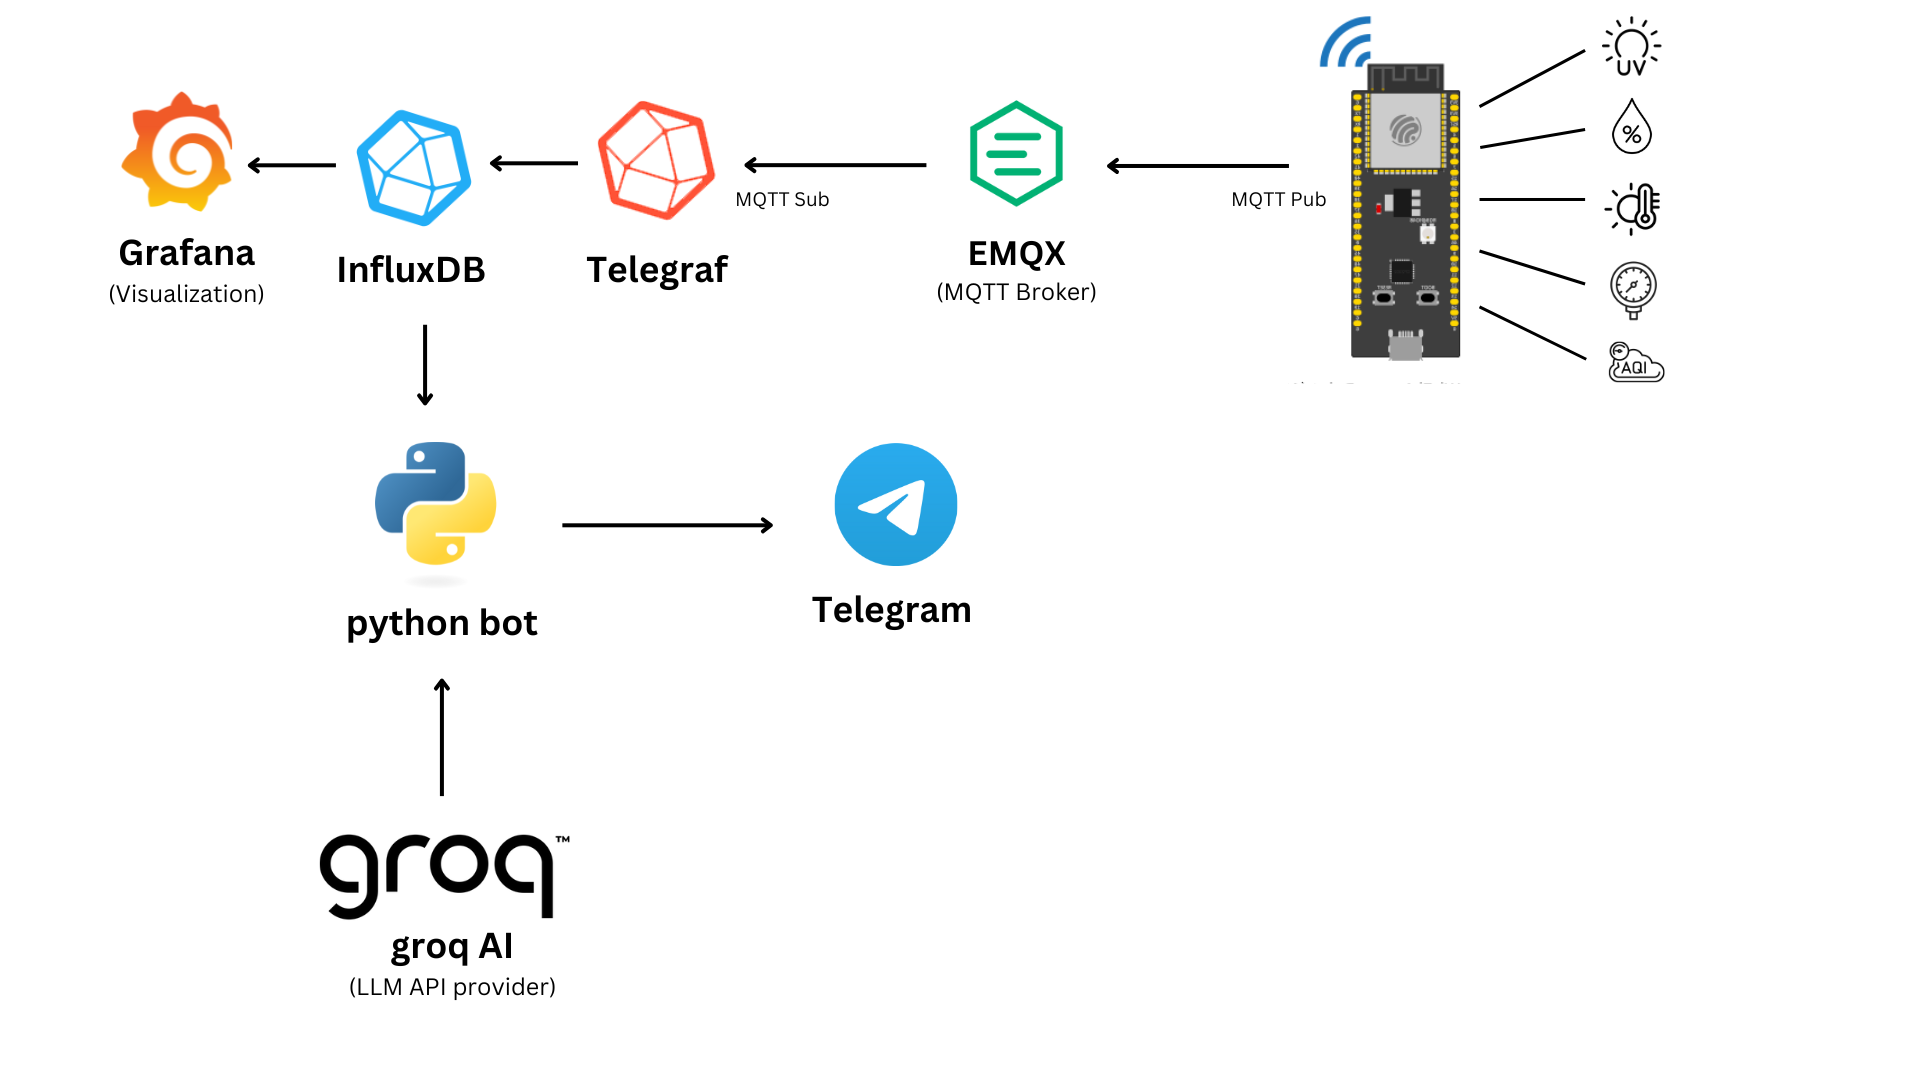 UV
%
AQI
MQTT Pub
MQTT Sub
EMQX
(MQTT Broker)
Telegraf
InfluxDB
Grafana
(Visualization)
python bot
Telegram
groq™
groq AI
(LLM API provider)